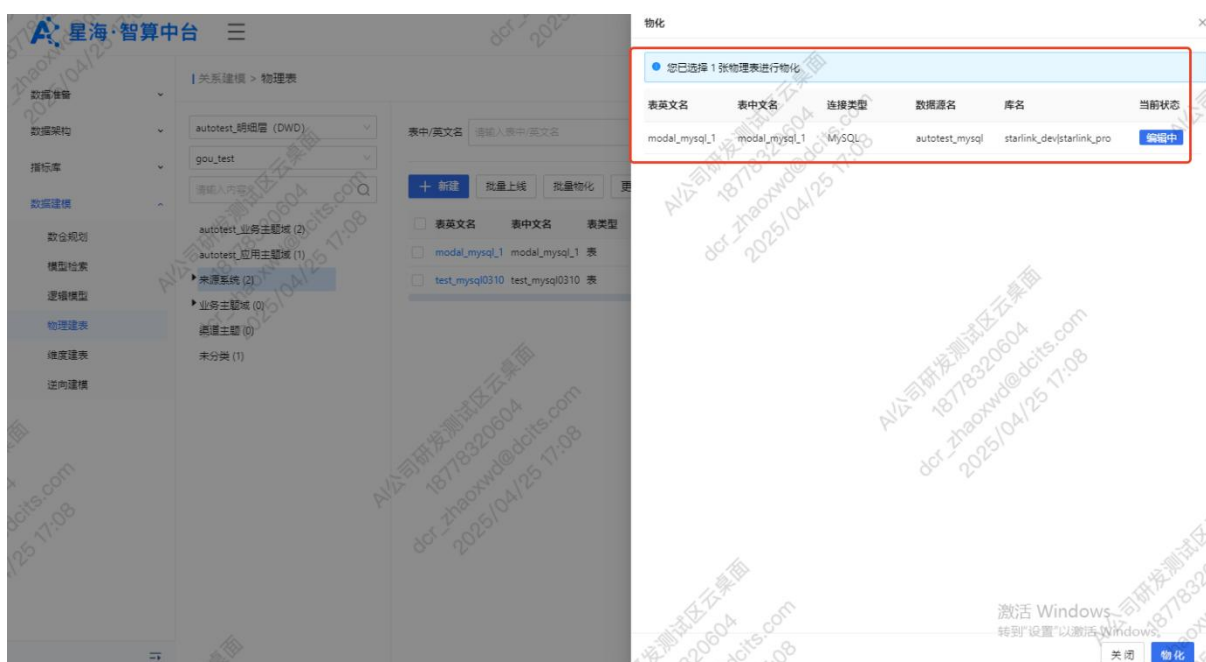 星海·智算中台
数据准备
数据架构
指标库
数据建模
数仓规划
模型检索
逻辑模型
物理建表
维度建表
逆向建模
关系建模 > 物理表
autotest_明细层 (DWD)
gou_test
请输入内容
autotest_业务主题域 (2)
autotest_应用主题域 (1)
来源系统 (2)
业务主题域 (0)
渠道主题 (0)
未分类 (1)
表中/英文名 请输入表中/英文名
+ 新建 批量上线 批量物化 更
表英文名 表中文名 表类型
modal_mysql_1 modal_mysql_1 表
test_mysql0310 test_mysql0310 表
物化
您已选择 1 张物理表进行物化
表英文名 表中文名 连接类型 数据源名 库名 当前状态
modal_mysql_1 modal_mysql_1 MySQL autotest_mysql starlink_dev|starlink_pro 编辑中
激活 Windows
转到"设置"以激活 Windows。
关闭 物化
AI/公司研发测试区云桌面
18778320604
dcr_zhaoxwd@dcits.com
2025/04/25 17:08